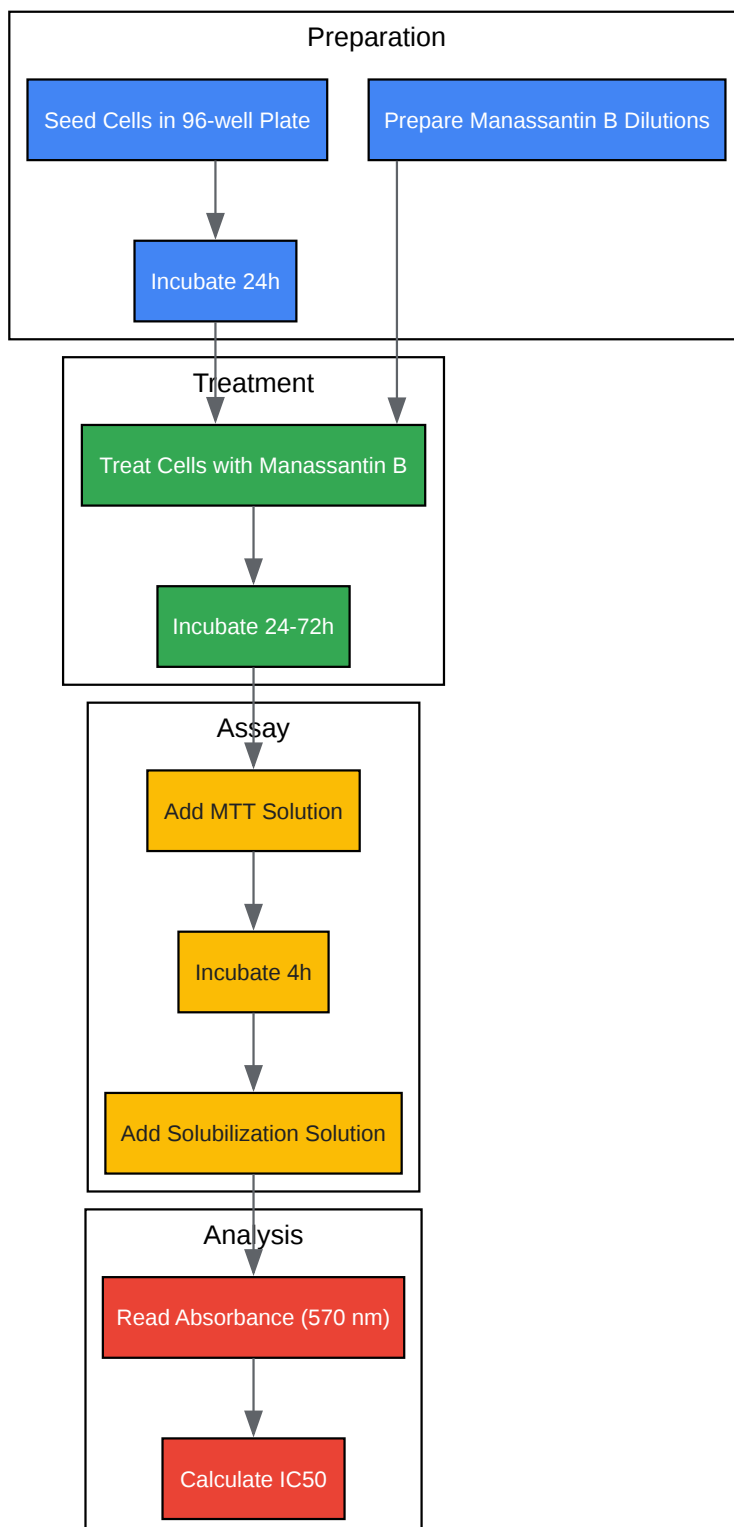 Preparation
Seed Cells in 96-well Plate
Prepare Manassantin B Dilutions
Incubate 24h
Treatment
Treat Cells with Manassantin B
Incubate 24-72h
Assay
Add MTT Solution
Incubate 4h
Add Solubilization Solution
Analysis
Read Absorbance (570 nm)
Calculate IC50